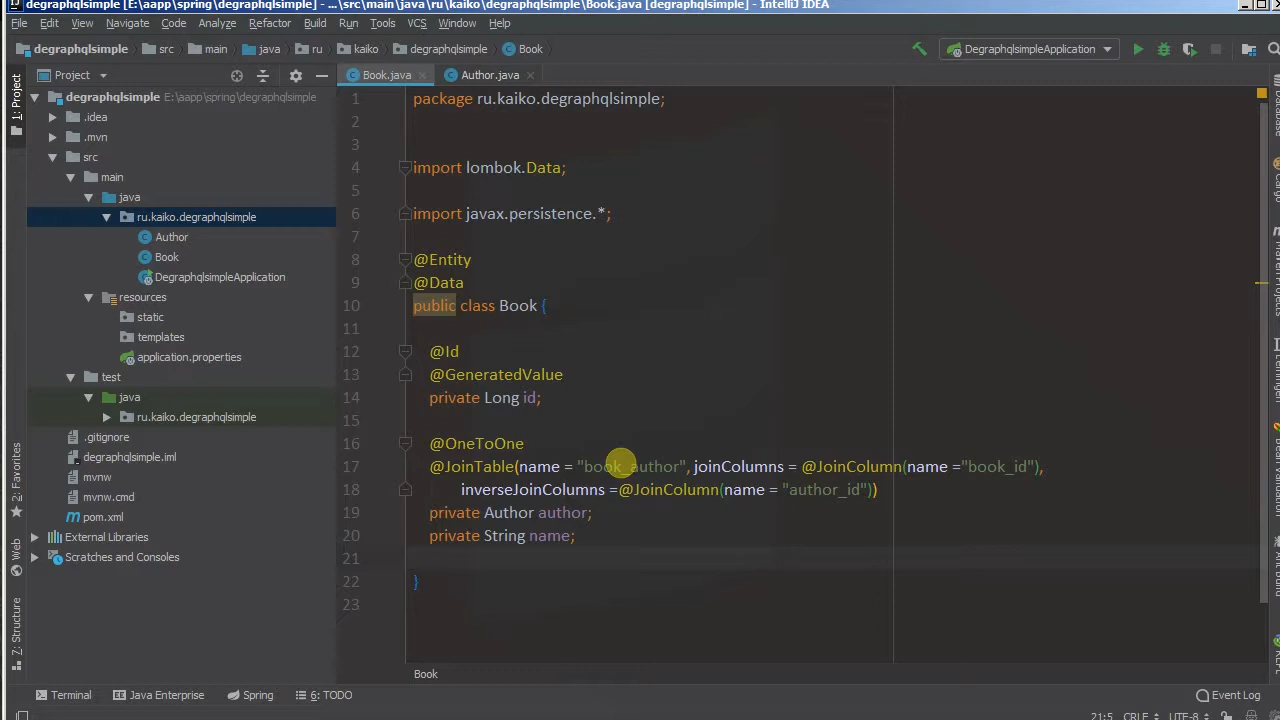 degraphqlsimple [E:\aapp\spring\degraphqlsimple] - ...\src\main\java\ru\kaiko\degraphqlsimple\Book.java [degraphqlsimple] - IntelliJ IDEA
File Edit View Navigate Code Analyze Refactor Build Run Tools VCS Window Help
degraphqlsimple src main java ru kaiko degraphqlsimple Book DegraphqlsimpleApplication
Project Book.java Author.java
1: Project
degraphqlsimple E:\aapp\spring\degraphqlsimple
.idea
.mvn
src
main
java
ru.kaiko.degraphqlsimple
Author
Book
DegraphqlsimpleApplication
resources
static
templates
application.properties
test
java
ru.kaiko.degraphqlsimple
.gitignore
degraphqlsimple.iml
mvnw
mvnw.cmd
pom.xml
External Libraries
Scratches and Consoles
2: Favorites
Web
Z: Structure
1 package ru.kaiko.degraphqlsimple;
2
3
4 import lombok.Data;
5
6 import javax.persistence.*;
7
8 @Entity
9 @Data
10 public class Book {
11
12 @Id
13 @GeneratedValue
14 private Long id;
15
16 @OneToOne
17 @JoinTable(name = "book_author", joinColumns = @JoinColumn(name ="book_id"),
18 inverseJoinColumns =@JoinColumn(name = "author_id"))
19 private Author author;
20 private String name;
21
22 }
23
Book
Database
Terminal Java Enterprise Spring 6: TODO Event Log
21:5 CRLF UTF-8